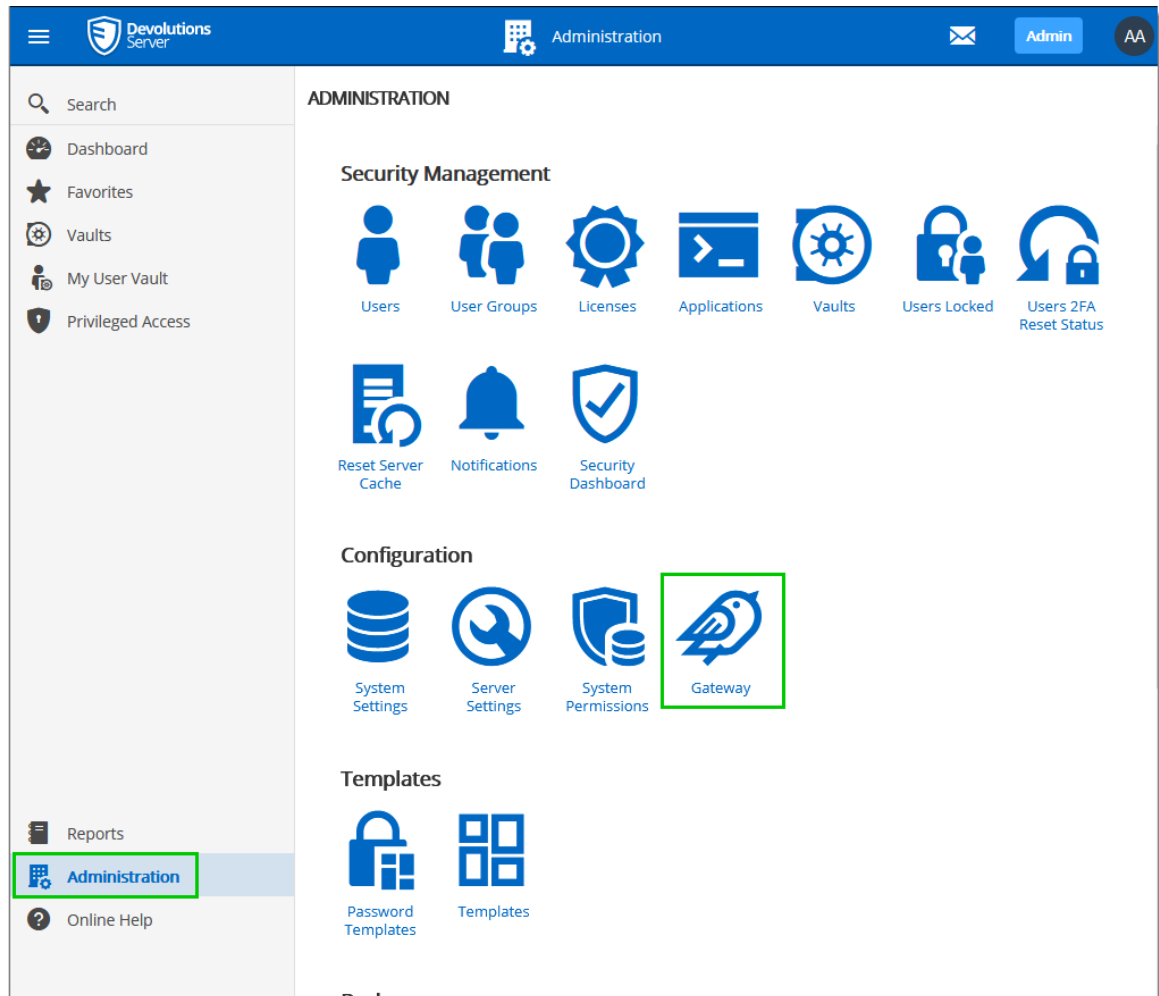 Devolutions
Server
Administration
Admin
AA
Search
Dashboard
Favorites
Vaults
My User Vault
Privileged Access
Reports
Administration
Online Help
ADMINISTRATION
Security Management
Users
User Groups
Licenses
Applications
Vaults
Users Locked
Users 2FA
Reset Status
Reset Server
Cache
Notifications
Security
Dashboard
Configuration
System
Settings
Server
Settings
System
Permissions
Gateway
Templates
Password
Templates
Templates